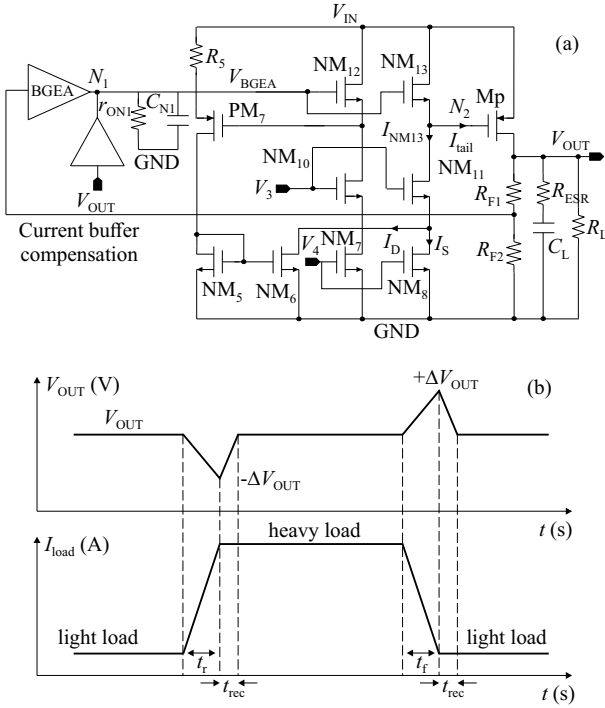 V_IN
(a)
R_5
NM_12
NM_13
BGEA
N_1
V_BGEA
r_ON1
C_N1
PM_7
N_2
Mp
I_NM13
I_tail
V_OUT
GND
NM_10
NM_11
V_OUT
V_3
R_F1
R_ESR
Current buffer
compensation
V_4
NM_7
I_D
I_S
C_L
R_L
R_F2
NM_5
NM_6
NM_8
GND
V_OUT (V)
+ΔV_OUT
(b)
V_OUT
-ΔV_OUT
t (s)
I_load (A)
heavy load
light load
light load
t_r
t_f
t_rec
t_rec
t (s)